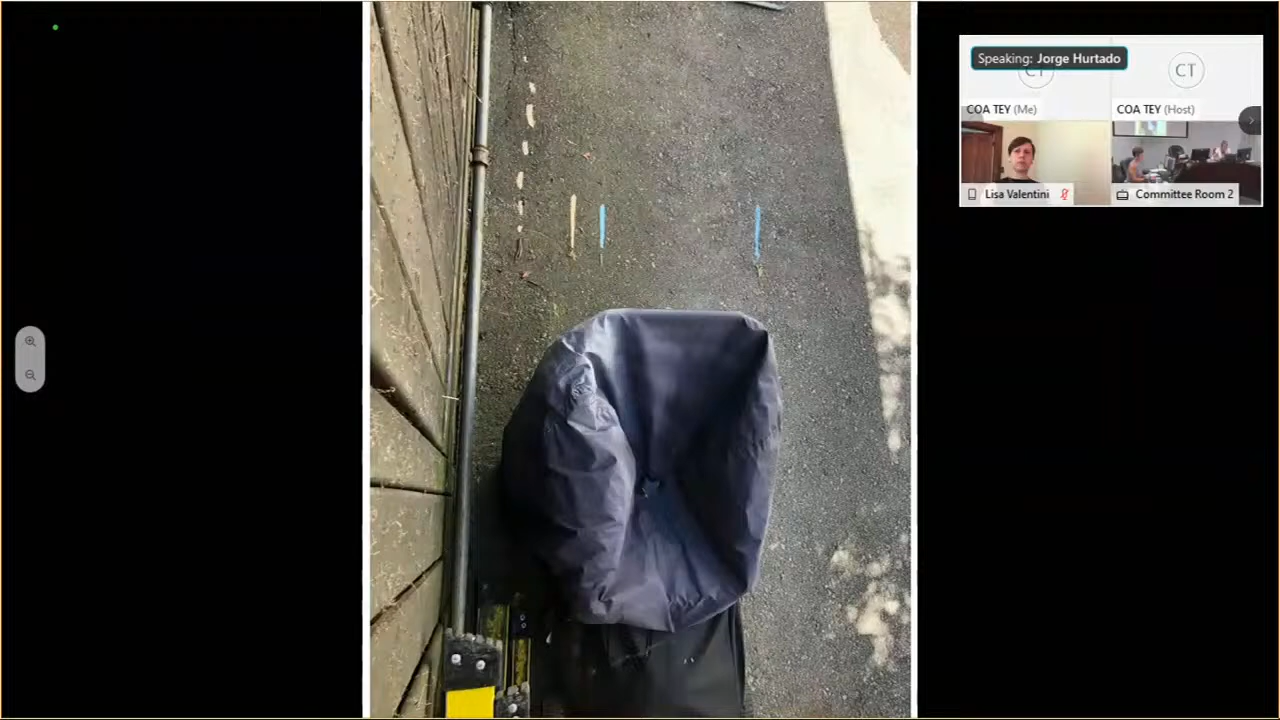 Speaking: Jorge Hurtado
CT
CT
COA TEY (Me)
COA TEY (Host)
Lisa Valentini
Committee Room 2